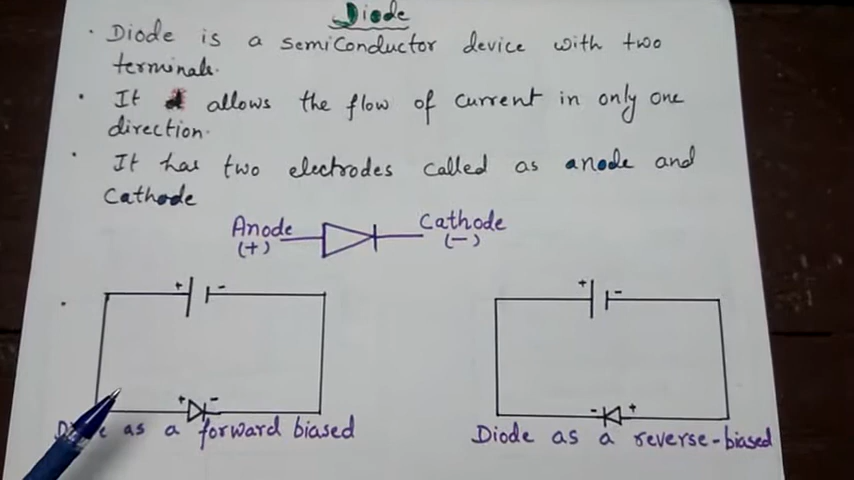 Diode
• Diode is a semiconductor device with two
terminals.
• It allows the flow of current in only one
direction.
• It has two electrodes called as anode and
Cathode
Anode Cathode
(+) (-)
+ - + -
+ - - +
as a forward biased Diode as a reverse-biased